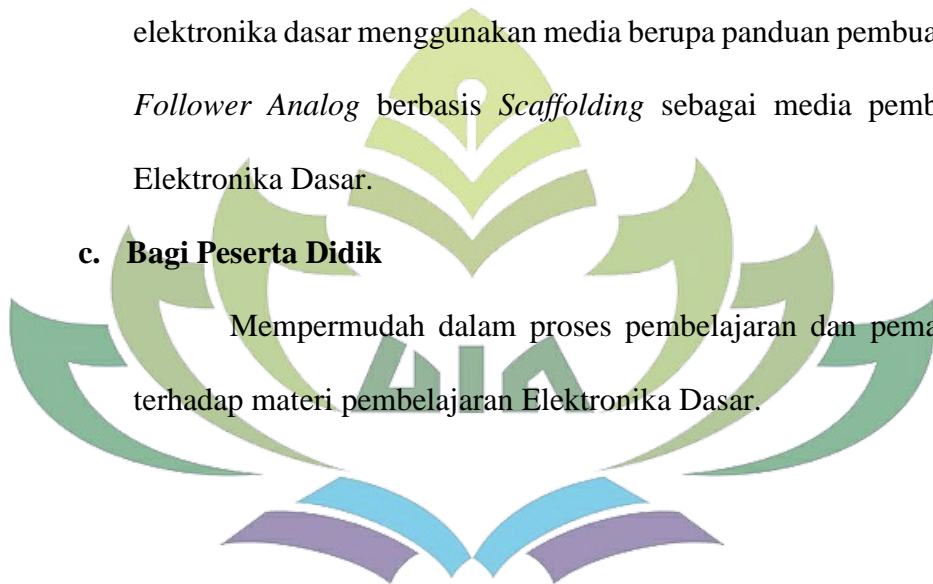 elektronika dasar menggunakan media berupa panduan pembua
Follower Analog berbasis Scaffolding sebagai media pemb
Elektronika Dasar.
c. Bagi Peserta Didik
Mempermudah dalam proses pembelajaran dan pema
terhadap materi pembelajaran Elektronika Dasar.
UIN